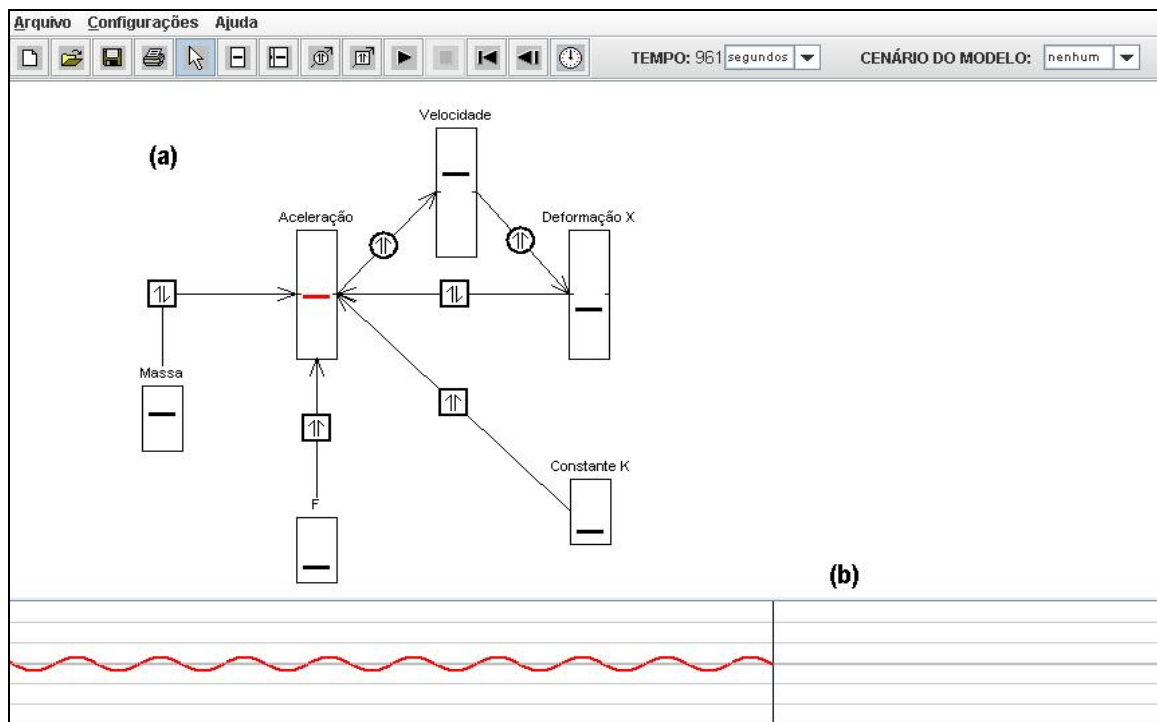 Arquivo Configurações Ajuda
TEMPO: 961 segundos CENÁRIO DO MODELO: nenhum
Velocidade
(a)
Aceleração
Deformação X
Massa
Constante K
F
(b)